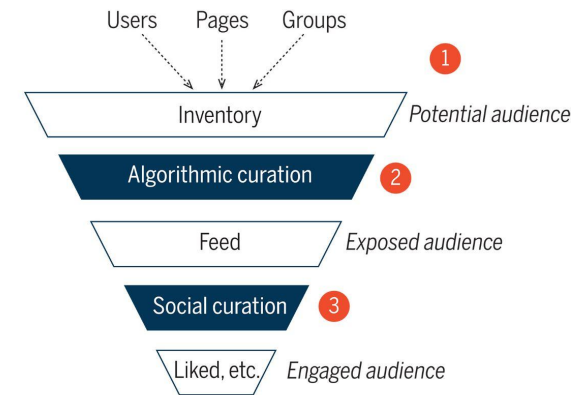 Users Pages Groups
1
Inventory Potential audience
Algorithmic curation 2
Feed Exposed audience
Social curation 3
Liked, etc. Engaged audience